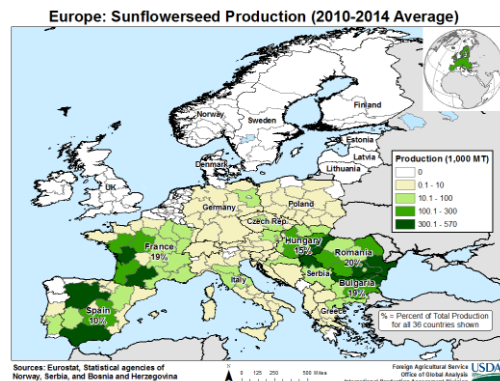 Europe: Sunflowerseed Production (2010-2014 Average)
Finland
Norway
Sweden
Estonia
Latvia
Lithuania
Denmark
UK
Production (1,000 MT)
0
0.1 - 10
10.1 - 100
100.1 - 300
300.1 - 570
Germany
Poland
Czech Rep.
France
19%
Hungary
15%
Romania
20%
Serbia
Bulgaria
19%
Italy
Spain
10%
Greece
% = Percent of Total Production
for all 36 countries shown
Sources: Eurostat, Statistical agencies of
Norway, Serbia, and Bosnia and Herzegovina
0 250 500 Miles
Foreign Agricultural Service
Office of Global Analysis
International Production Assessment Division
USDA